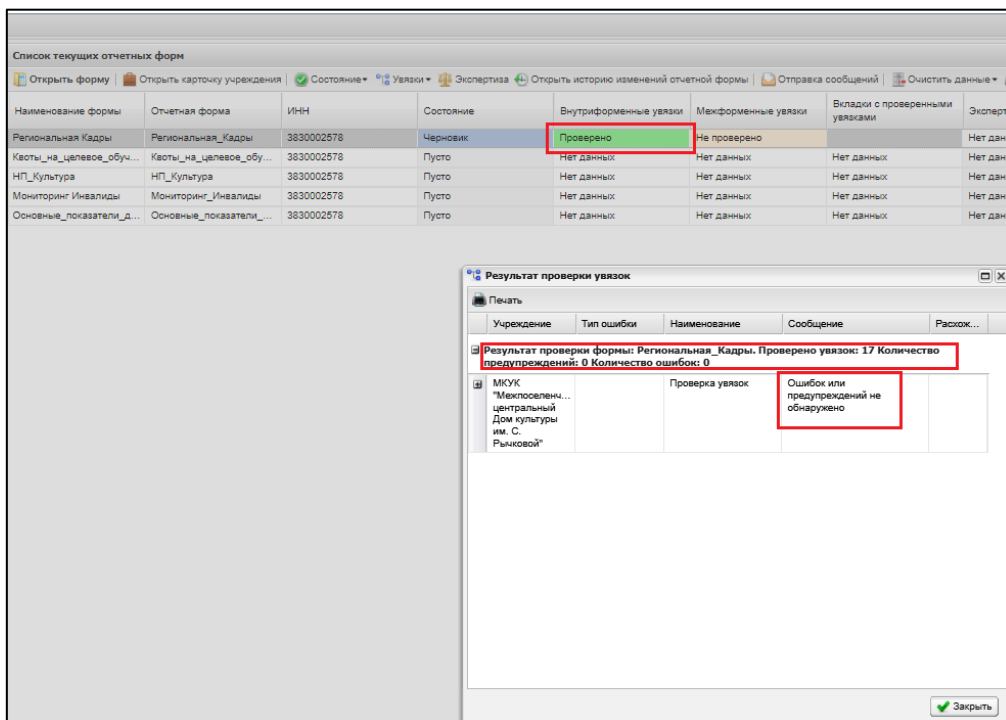 Список текущих отчетных форм
Открыть форму Открыть карточку учреждения Состояние Увязки Экспертиза Открыть историю изменений отчетной формы Отправка сообщений Очистить данные
Наименование формы Отчетная форма ИНН Состояние Внутриформенные увязки Межформенные увязки Вкладки с проверенными увязками Эксперт
Региональная Кадры Региональная_Кадры 3830002578 Черновик Проверено Не проверено Нет дан
Квоты_на_целевое_обуч... Квоты_на_целевое_обу... 3830002578 Пусто Нет данных Нет данных Нет данных Нет дан
НП_Культура НП_Культура 3830002578 Пусто Нет данных Нет данных Нет данных Нет дан
Мониторинг Инвалиды Мониторинг_Инвалиды 3830002578 Пусто Нет данных Нет данных Нет данных Нет дан
Основные_показатели_д... Основные_показатели_... 3830002578 Пусто Нет данных Нет данных Нет данных Нет дан
Результат проверки увязок
Печать
Учреждение Тип ошибки Наименование Сообщение Расхож...
Результат проверки формы: Региональная_Кадры. Проверено увязок: 17 Количество
предупреждений: 0 Количество ошибок: 0
МКУК Проверка увязок Ошибок или
"Межпоселенч... предупреждений не
центральный обнаружено
Дом культуры
им. С.
Рычковой"
Закрыть